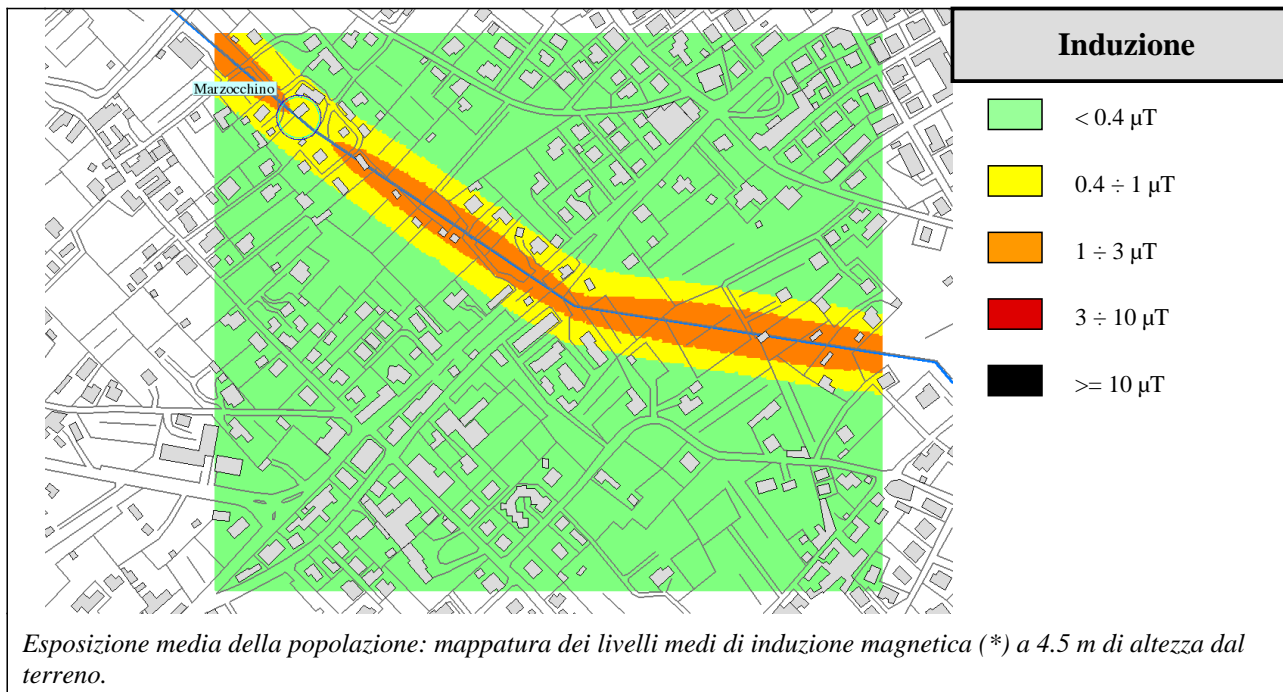 Marzocchino
Induzione
< 0.4 µT
0.4 ÷ 1 µT
1 ÷ 3 µT
3 ÷ 10 µT
>= 10 µT
Esposizione media della popolazione: mappatura dei livelli medi di induzione magnetica (*) a 4.5 m di altezza dal
terreno.